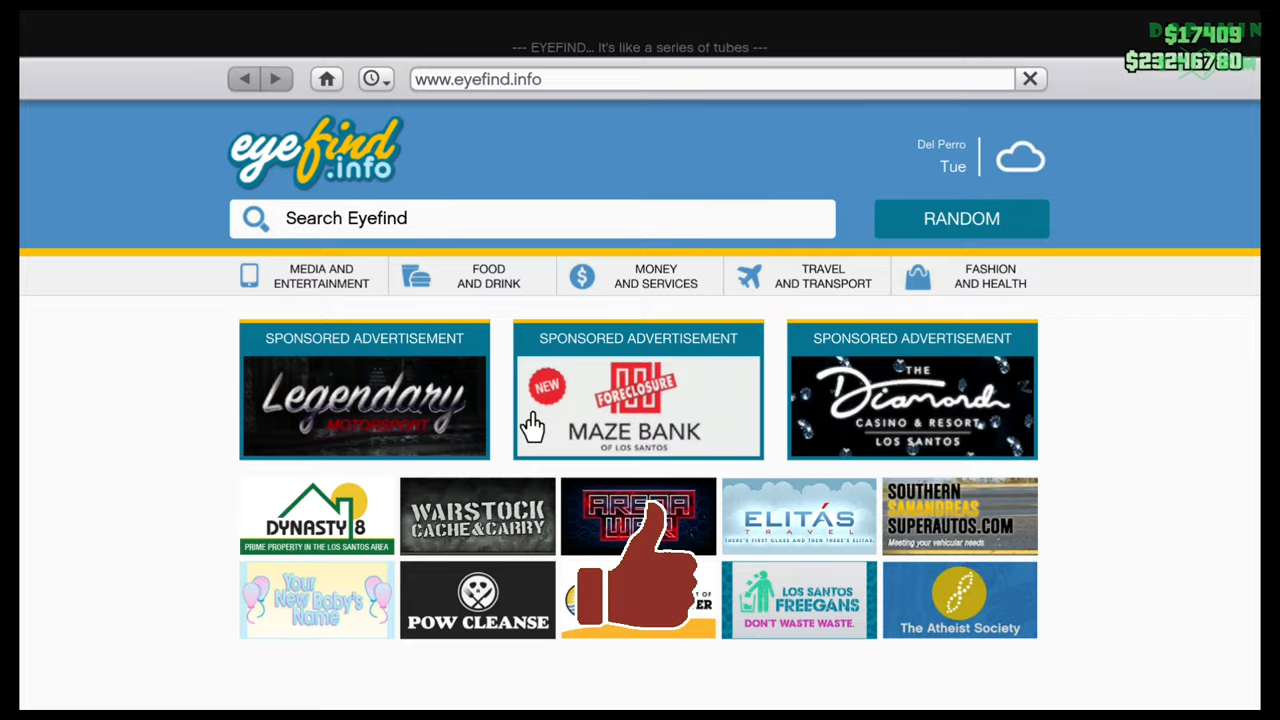 --- EYEFIND... It's like a series of tubes ---
$17409
$23246780
www.eyefind.info
eyefind
.info
Del Perro
Tue
Search Eyefind
RANDOM
MEDIA AND
ENTERTAINMENT
FOOD
AND DRINK
MONEY
AND SERVICES
TRAVEL
AND TRANSPORT
FASHION
AND HEALTH
SPONSORED ADVERTISEMENT
Legendary
MOTORSPORT
SPONSORED ADVERTISEMENT
NEW
FORECLOSURE
MAZE BANK
OF LOS SANTOS
SPONSORED ADVERTISEMENT
THE
Diamond
CASINO & RESORT
LOS SANTOS
DYNASTY 8
PRIME PROPERTY IN THE LOS SANTOS AREA
WARSTOCK
CACHE&CARRY
ARENA
WAR
ELITÁS
TRAVEL
THERE'S FIRST CLASS AND THEN THERE'S ELITAS.
SOUTHERN
SANANDREAS
SUPERAUTOS.COM
Meeting your vehicular needs
Your
New Baby's
Name
POW CLEANSE
LOS SANTOS
FREEGANS
DON'T WASTE WASTE.
The Atheist Society